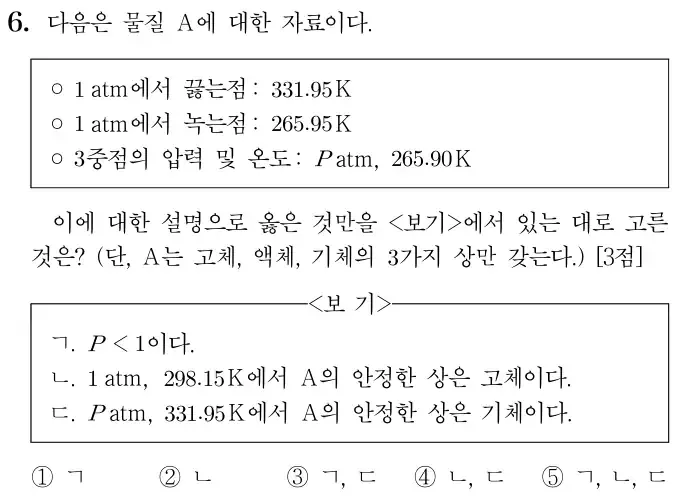 6. 다음은 물질 A에 대한 자료이다.
○ 1 atm에서 끓는점: 331.95K
○ 1 atm에서 녹는점: 265.95K
○ 3중점의 압력 및 온도: P atm, 265.90K
이에 대한 설명으로 옳은 것만을 <보기>에서 있는 대로 고른
것은? (단, A는 고체, 액체, 기체의 3가지 상만 갖는다.) [3점]
<보 기>
ㄱ. P < 1이다.
ㄴ. 1 atm, 298.15K에서 A의 안정한 상은 고체이다.
ㄷ. P atm, 331.95K에서 A의 안정한 상은 기체이다.
① ㄱ ② ㄴ ③ ㄱ, ㄷ ④ ㄴ, ㄷ ⑤ ㄱ, ㄴ, ㄷ